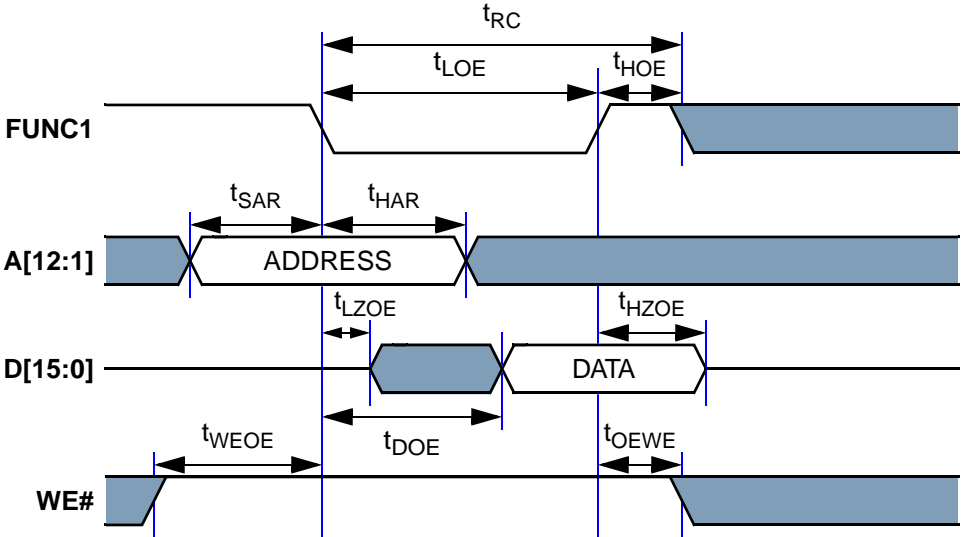 tRC
tLOE tHOE
FUNC1
tSAR tHAR
A[12:1] ADDRESS
tLZOE tHZOE
D[15:0] DATA
tWEOE tDOE tOEWE
WE#